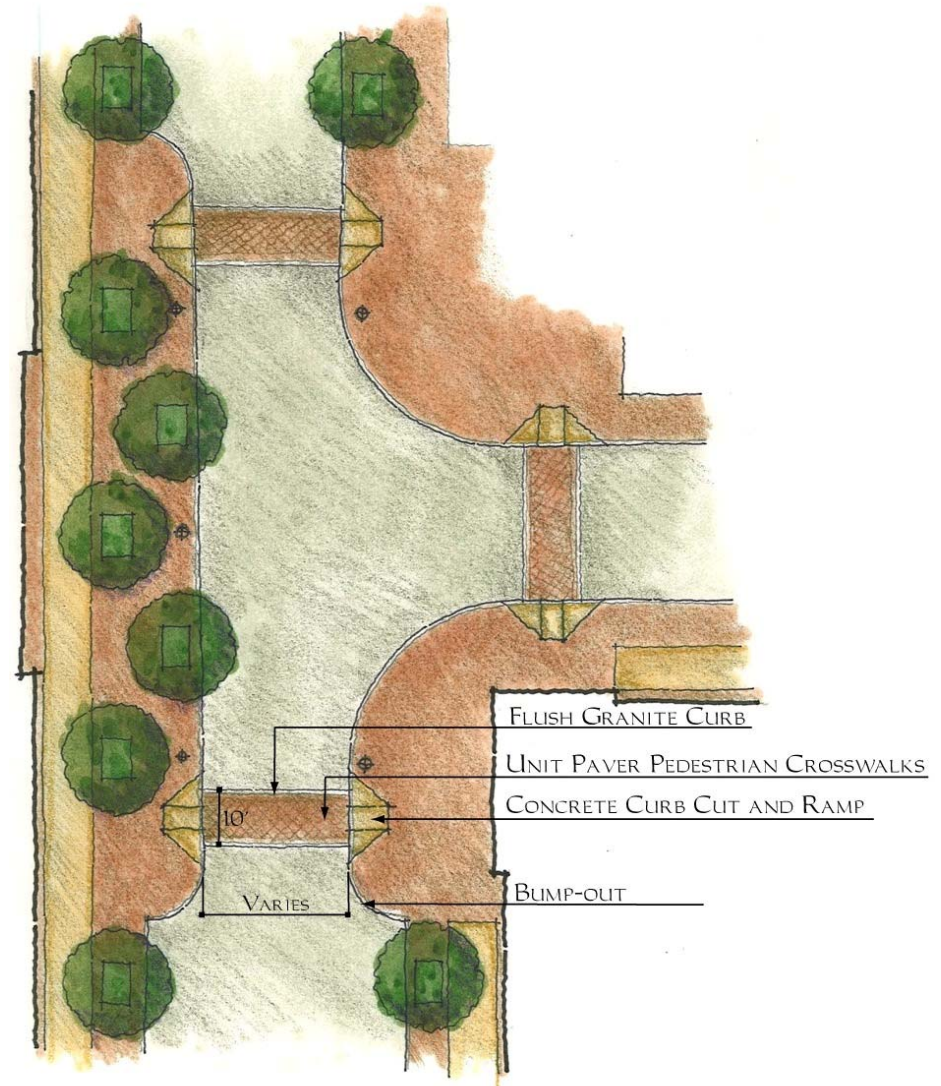 Flush Granite Curb
Unit Paver Pedestrian Crosswalks
Concrete Curb Cut and Ramp
10'
Bump-out
Varies